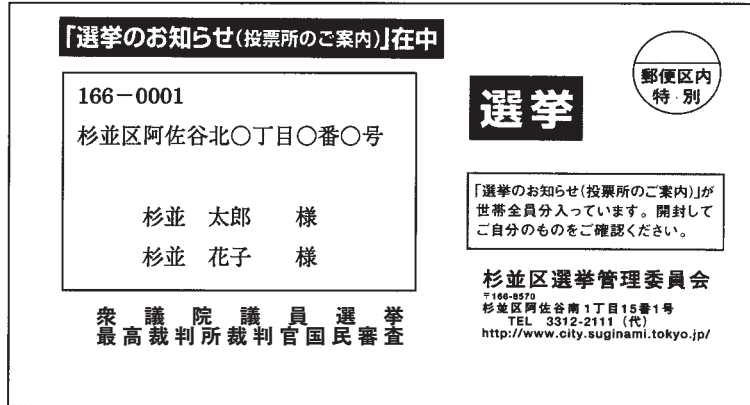 「選挙のお知らせ(投票所のご案内)」在中
166-0001
杉並区阿佐谷北○丁目○番○号
杉並 太郎 様
杉並 花子 様
衆議院議員選挙
最高裁判所裁判官国民審査
郵便区内
特別
選挙
「選挙のお知らせ(投票所のご案内)」が
世帯全員分入っています。開封して
ご自分のものをご確認ください。
杉並区選挙管理委員会
〒166-8570
杉並区阿佐谷南1丁目15番1号
TEL 3312-2111(代)
http://www.city.suginami.tokyo.jp/